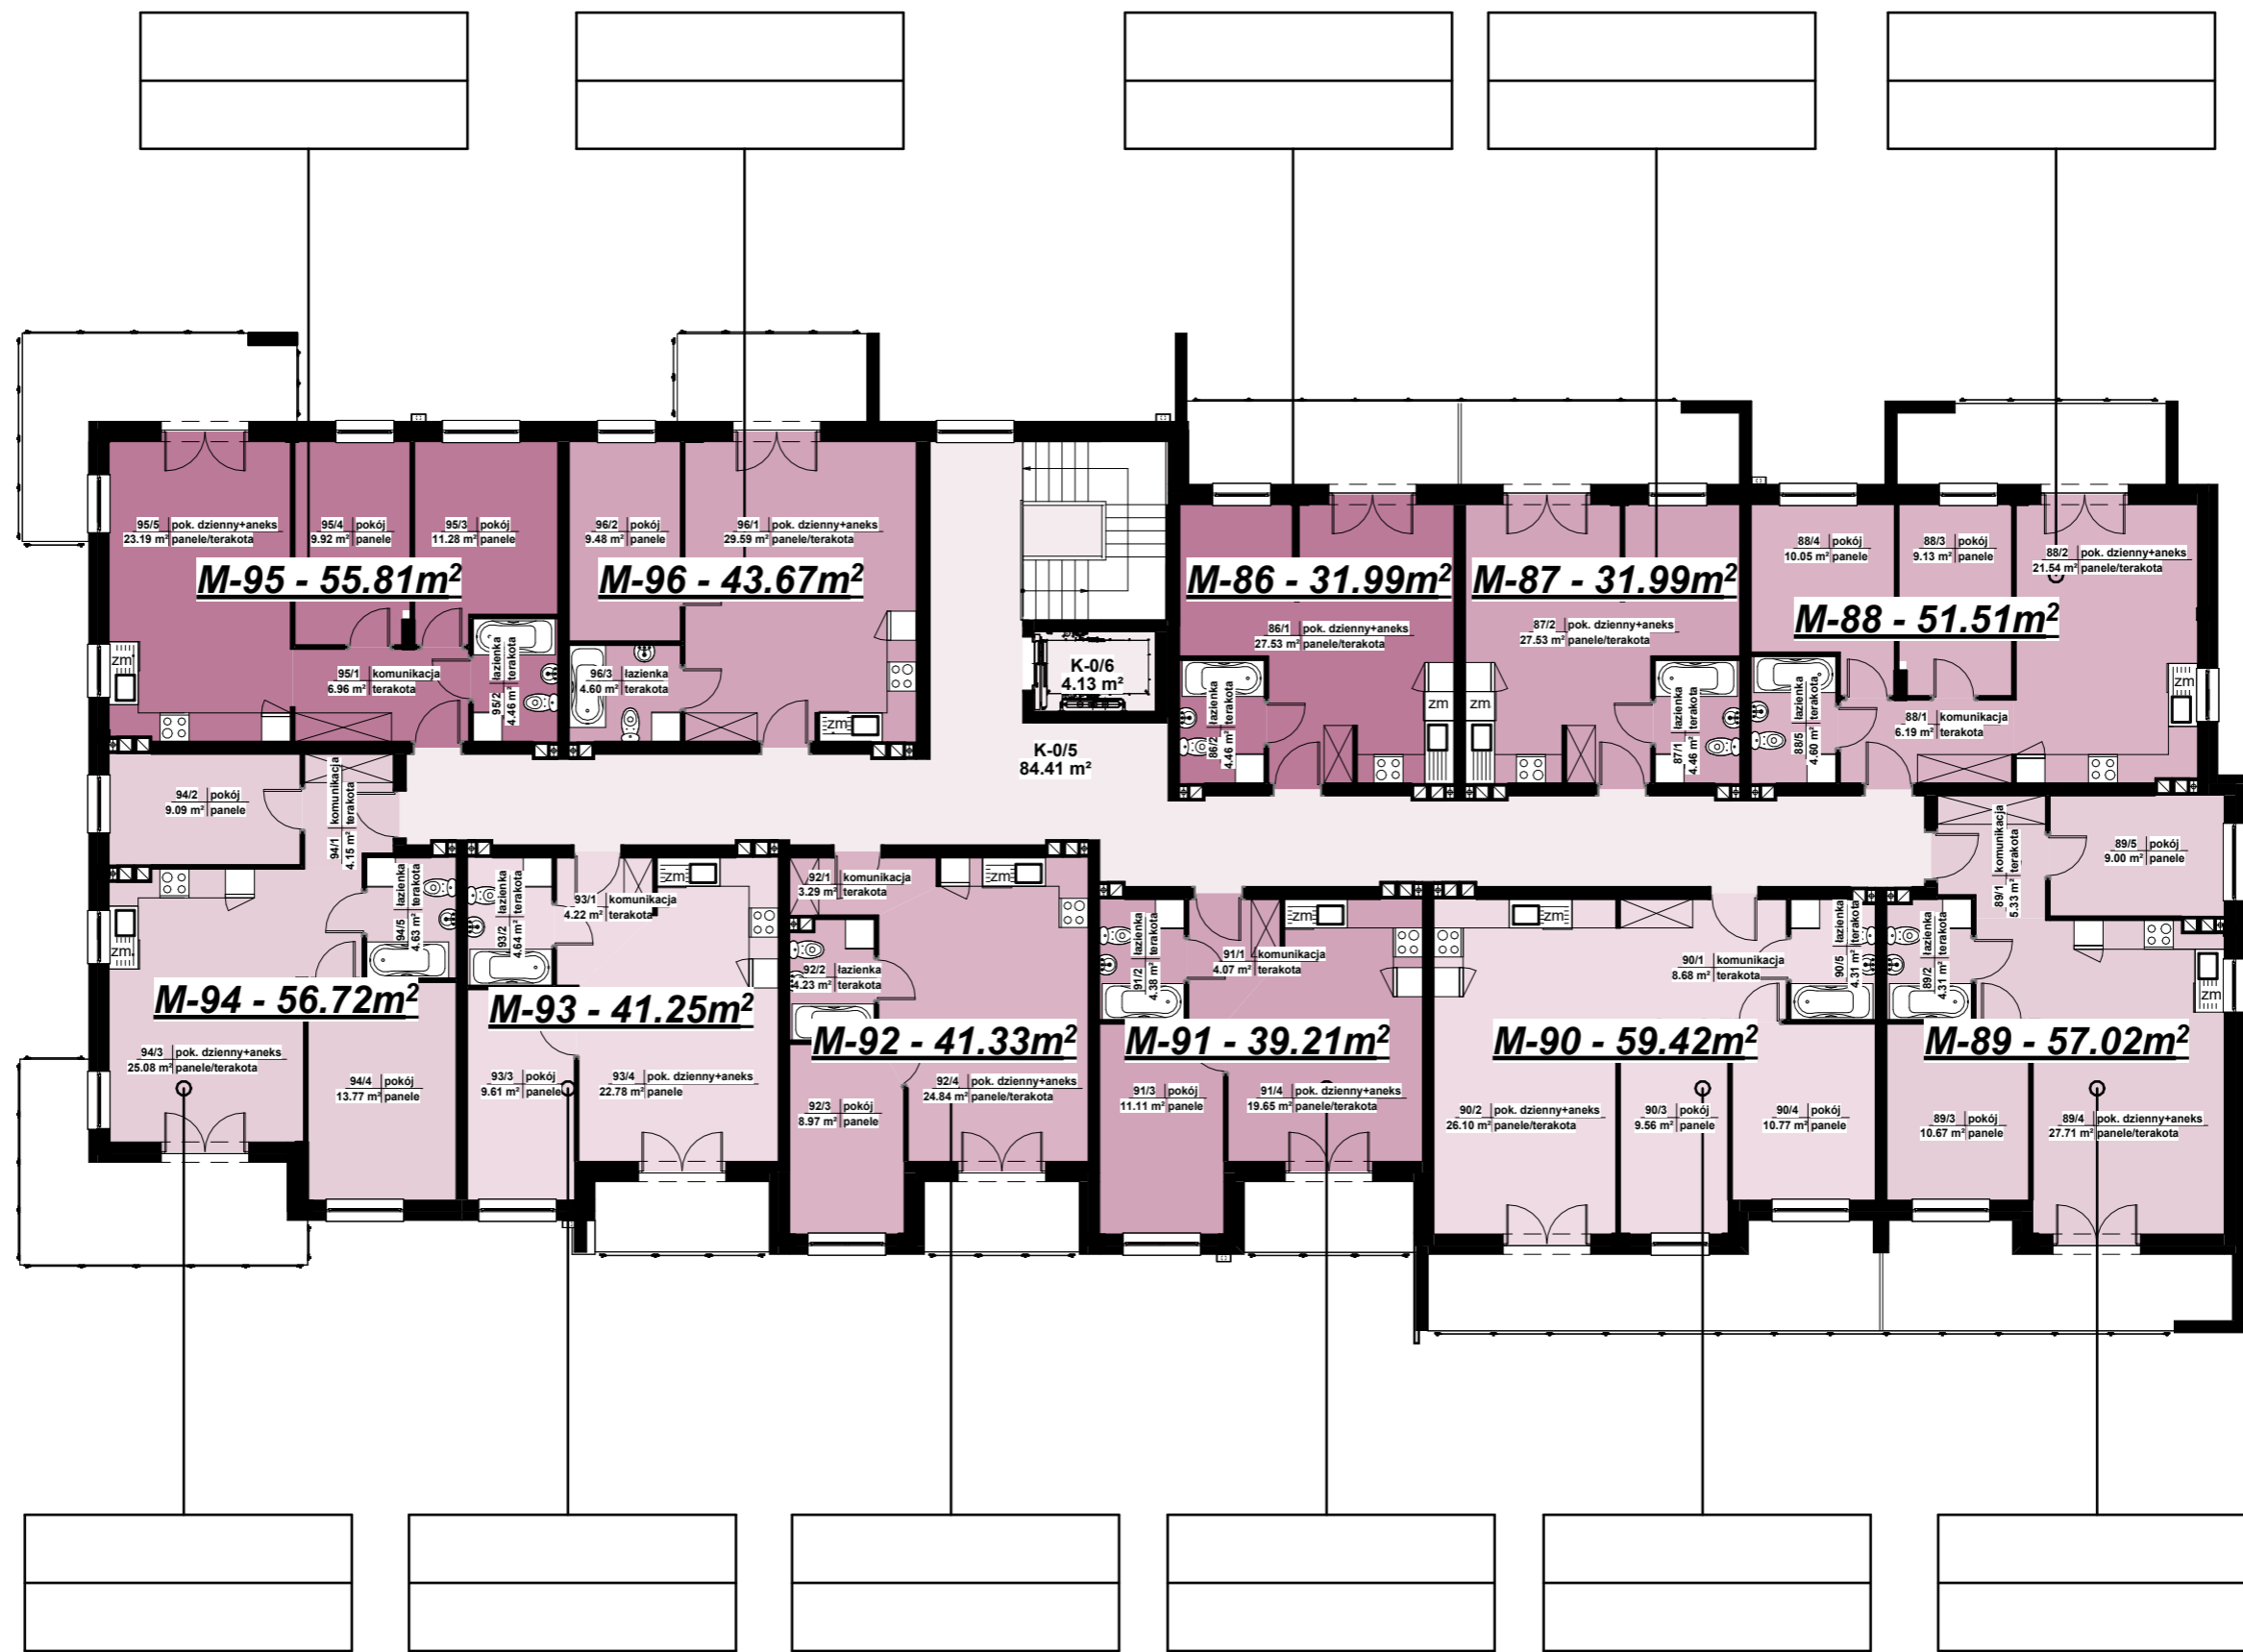 95/5 pok. dzienny+aneks
23.19 m² panele/terakota
95/4 pokój
9.92 m² panele
95/3 pokój
11.28 m² panele
M-95 - 55.81m²
95/1 komunikacja
6.96 m² terakota
95/2 łazienka
4.46 m² terakota
zm
96/2 pokój
9.48 m² panele
96/1 pok. dzienny+aneks
29.59 m² panele/terakota
M-96 - 43.67m²
96/3 łazienka
4.60 m² terakota
zm
K-0/6
4.13 m²
K-0/5
84.41 m²
M-86 - 31.99m²
86/1 pok. dzienny+aneks
27.53 m² panele/terakota
86/2 łazienka
4.46 m² terakota
zm
M-87 - 31.99m²
87/2 pok. dzienny+aneks
27.53 m² panele/terakota
87/1 łazienka
4.46 m² terakota
zm
88/4 pokój
10.05 m² panele
88/3 pokój
9.13 m² panele
88/2 pok. dzienny+aneks
21.54 m² panele/terakota
M-88 - 51.51m²
88/5 łazienka
4.60 m² terakota
88/1 komunikacja
6.19 m² terakota
zm
94/2 pokój
9.09 m² panele
94/1 komunikacja
4.15 m² terakota
94/5 łazienka
4.63 m² terakota
zm
M-94 - 56.72m²
94/3 pok. dzienny+aneks
25.08 m² panele/terakota
94/4 pokój
13.77 m² panele
93/2 łazienka
4.64 m² terakota
93/1 komunikacja
4.22 m² terakota
zm
M-93 - 41.25m²
93/3 pokój
9.61 m² panele
93/4 pok. dzienny+aneks
22.78 m² panele
92/1 komunikacja
3.29 m² terakota
zm
92/2 łazienka
4.23 m² terakota
M-92 - 41.33m²
92/4 pok. dzienny+aneks
24.84 m² panele/terakota
92/3 pokój
8.97 m² panele
91/2 łazienka
4.38 m² terakota
91/1 komunikacja
4.07 m² terakota
zm
M-91 - 39.21m²
91/3 pokój
11.11 m² panele
91/4 pok. dzienny+aneks
19.65 m² panele/terakota
zm
90/1 komunikacja
8.68 m² terakota
90/5 łazienka
4.31 m² terakota
M-90 - 59.42m²
90/2 pok. dzienny+aneks
26.10 m² panele/terakota
90/3 pokój
9.56 m² panele
90/4 pokój
10.77 m² panele
89/1 komunikacja
5.33 m² terakota
89/5 pokój
9.00 m² panele
89/2 łazienka
4.31 m² terakota
zm
M-89 - 57.02m²
89/3 pokój
10.67 m² panele
89/4 pok. dzienny+aneks
27.71 m² panele/terakota